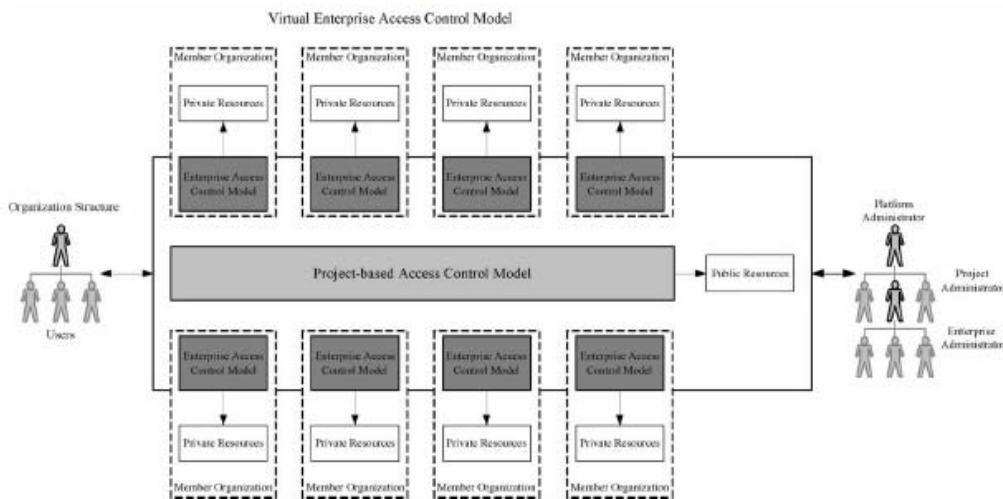 Virtual Enterprise Access Control Model
Member Organization
Member Organization
Member Organization
Member Organization
Private Resources
Private Resources
Private Resources
Private Resources
Enterprise Access
Control Model
Enterprise Access
Control Model
Enterprise Access
Control Model
Enterprise Access
Control Model
Organization Structure
Users
Project-based Access Control Model
Public Resources
Platform
Administrator
Project
Administrator
Enterprise
Administrator
Enterprise Access
Control Model
Enterprise Access
Control Model
Enterprise Access
Control Model
Enterprise Access
Control Model
Private Resources
Private Resources
Private Resources
Private Resources
Member Organization
Member Organization
Member Organization
Member Organization